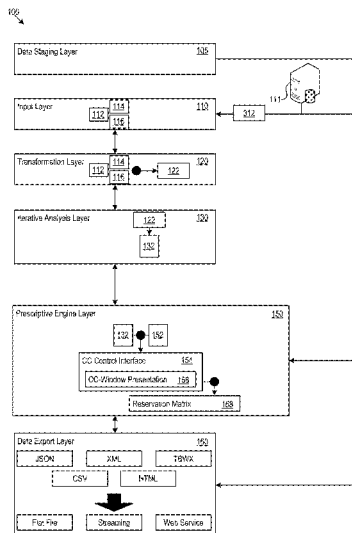 100
Data Staging Layer 105
Input Layer 110
112 114
116
111
312
Transformation Layer 120
112 114 122
116
Iterative Analysis Layer 130
122
132
Prescriptive Engine Layer 150
132 152
OC Control Interface 154
OC-Window Presentation 156
Reservation Matrix 158
Data Export Layer 160
JSON XML TBWX
CSV HTML
Flat File Streaming Web Service